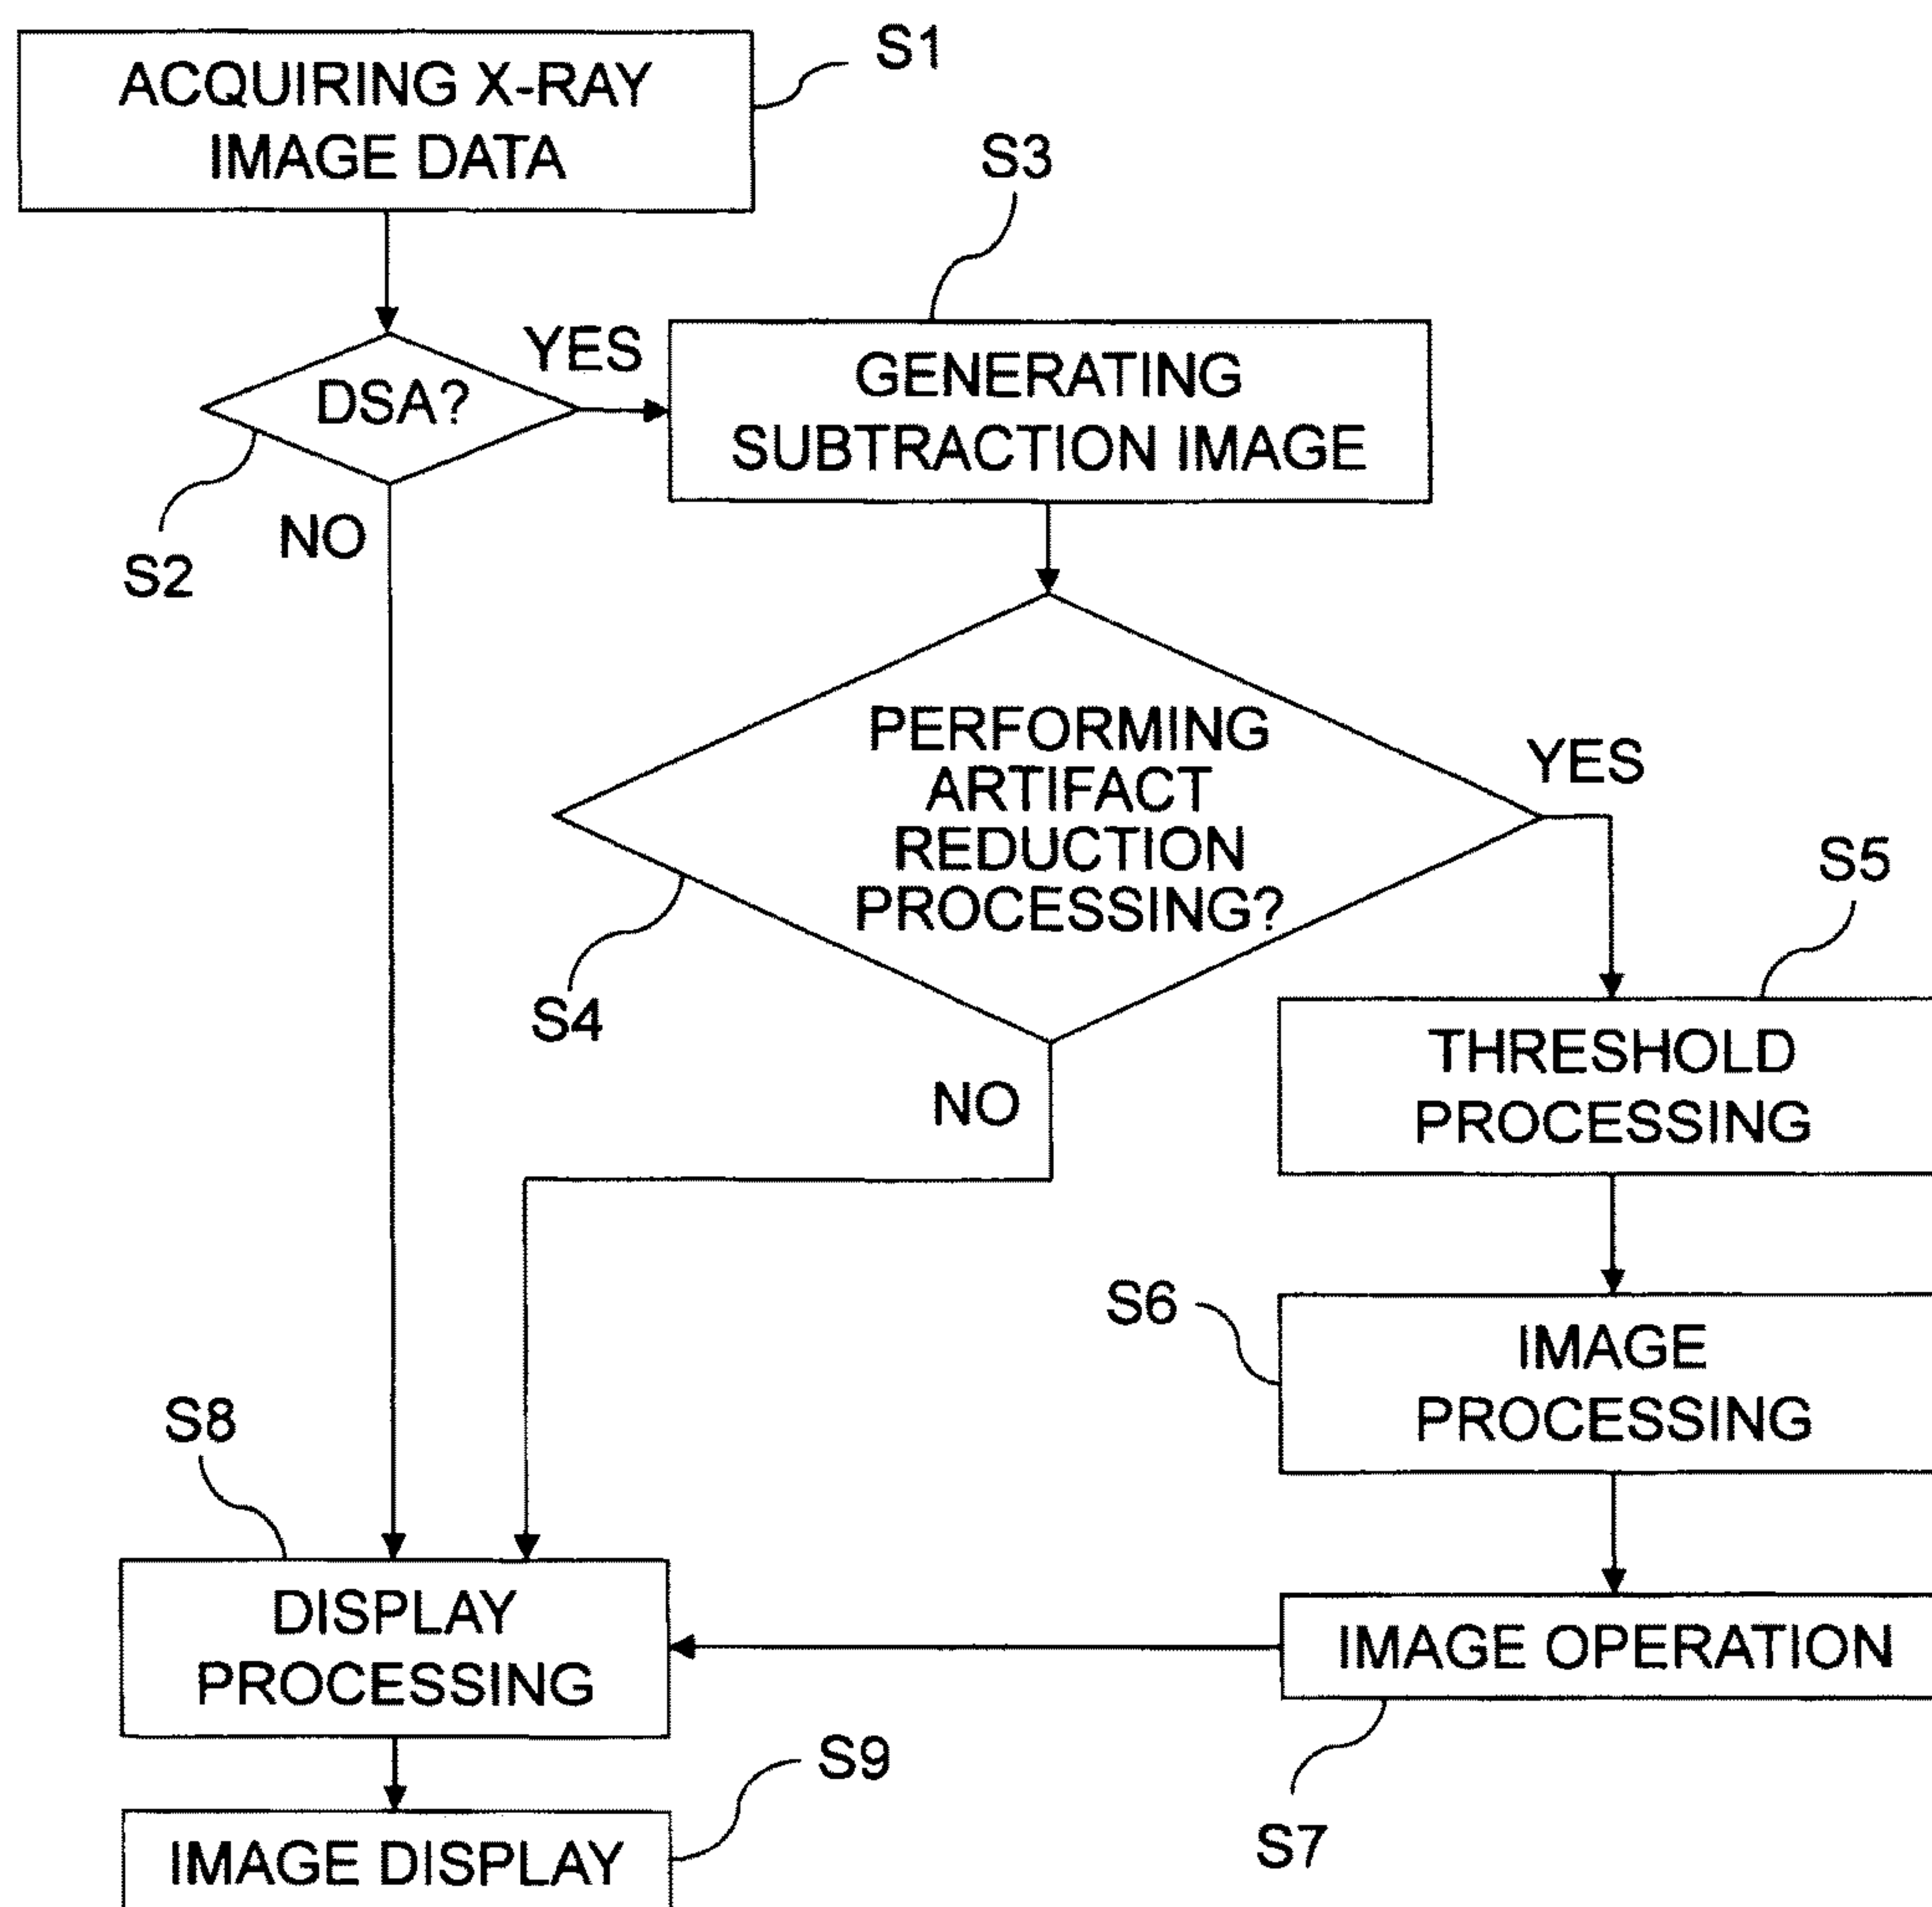 ACQUIRING X-RAY
IMAGE DATA
S1
S3
DSA?
YES
GENERATING
SUBTRACTION IMAGE
S2
NO
PERFORMING
ARTIFACT
REDUCTION
PROCESSING?
YES
S4
NO
S5
THRESHOLD
PROCESSING
S6
IMAGE
PROCESSING
S8
DISPLAY
PROCESSING
IMAGE OPERATION
S7
S9
IMAGE DISPLAY